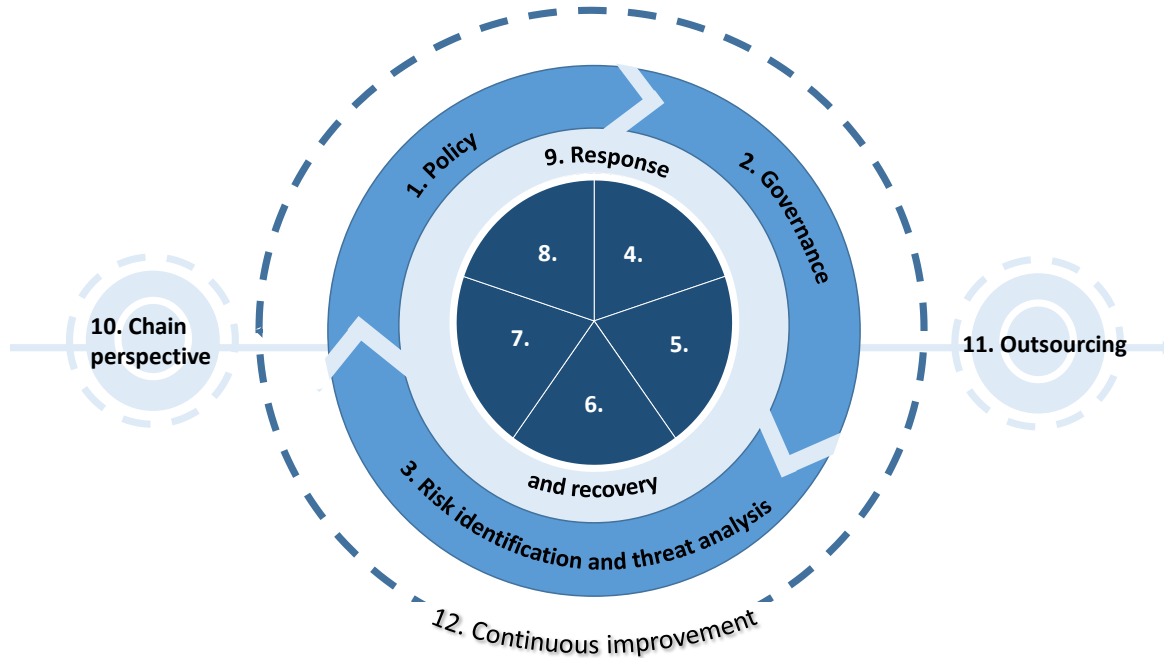 1. Policy
2. Governance
9. Response
8.
4.
7.
5.
6.
and recovery
3. Risk identification and threat analysis
10. Chain
perspective
11. Outsourcing
12. Continuous improvement